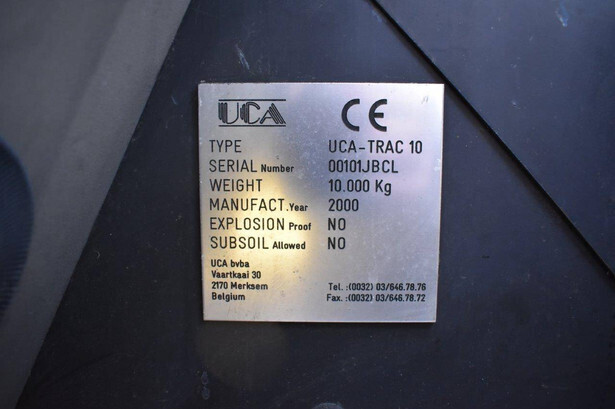 UCA CE
TYPE UCA-TRAC 10
SERIAL Number 00101JBCL
WEIGHT 10.000 Kg
MANUFACT.Year 2000
EXPLOSION Proof NO
SUBSOIL Allowed NO
UCA bvba
Vaartkaai 30
2170 Merksem Tel. :(0032) 03/646.78.76
Belgium Fax. :(0032) 03/646.78.72